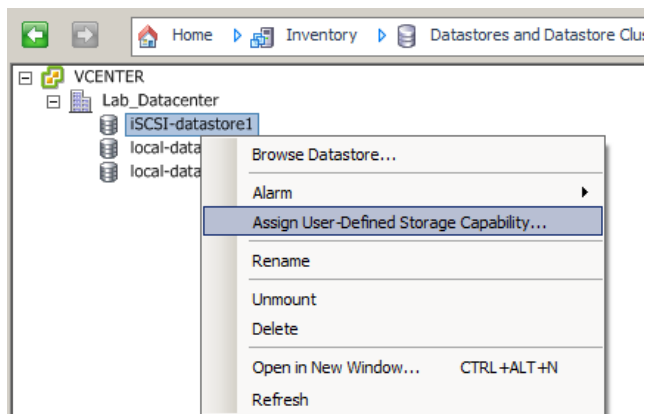 Home Inventory Datastores and Datastore Clus
VCENTER
Lab_Datacenter
iSCSI-datastore1
local-data
local-data
Browse Datastore...
Alarm
Assign User-Defined Storage Capability...
Rename
Unmount
Delete
Open in New Window... CTRL+ALT+N
Refresh